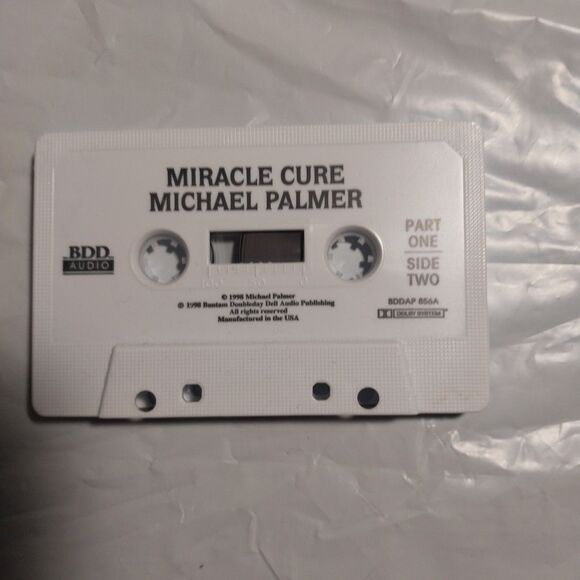 MIRACLE CURE
MICHAEL PALMER
BDD
AUDIO
PART
ONE
SIDE
TWO
© 1998 Michael Palmer
℗ 1998 Bantam Doubleday Dell Audio Publishing
All rights reserved
Manufactured in the USA
BDDAP 856A
DOLBY SYSTEM